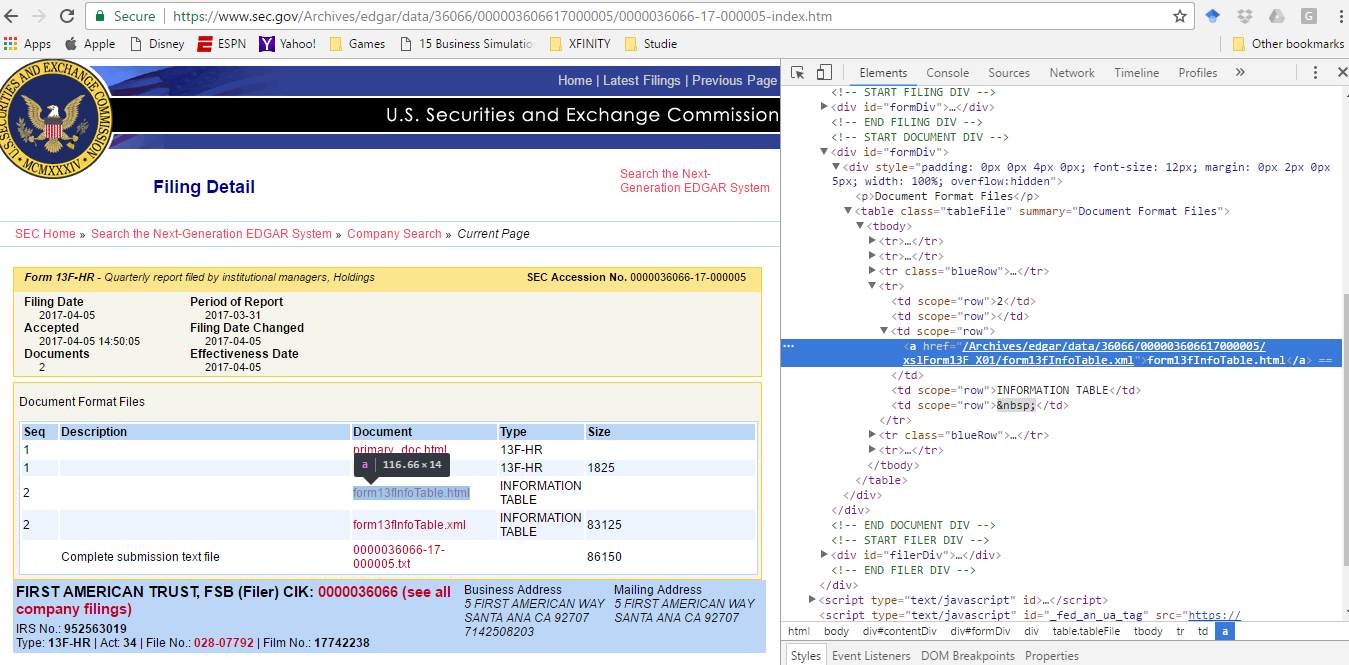 Secure https://www.sec.gov/Archives/edgar/data/36066/000003606617000005/0000036066-17-000005-index.htm
G
Apps Apple Disney ESPN Yahoo! Games 15 Business Simulatio XFINITY Studie Other bookmarks
SECURITIES AND EXCHANGE COMMISSION
MCMXXXIV
Home | Latest Filings | Previous Page
U.S. Securities and Exchange Commission
Filing Detail
Search the Next-
Generation EDGAR System
SEC Home » Search the Next-Generation EDGAR System » Company Search » Current Page
Form 13F-HR - Quarterly report filed by institutional managers, Holdings SEC Accession No. 0000036066-17-000005
Filing Date Period of Report
2017-04-05 2017-03-31
Accepted Filing Date Changed
2017-04-05 14:50:05 2017-04-05
Documents Effectiveness Date
2 2017-04-05
Document Format Files
Seq Description Document Type Size
1 primary_doc.html 13F-HR
a | 116.66 × 14
1 13F-HR 1825
2 form13fInfoTable.html INFORMATION
TABLE
2 form13fInfoTable.xml INFORMATION
TABLE 83125
Complete submission text file 0000036066-17-
000005.txt 86150
FIRST AMERICAN TRUST, FSB (Filer) CIK: 0000036066 (see all
company filings)
IRS No.: 952563019
Type: 13F-HR | Act: 34 | File No.: 028-07792 | Film No.: 17742238
Business Address
5 FIRST AMERICAN WAY
SANTA ANA CA 92707
7142508203
Mailing Address
5 FIRST AMERICAN WAY
SANTA ANA CA 92707
Elements Console Sources Network Timeline Profiles »
<!-- START FILING DIV -->
<div id="formDiv">…</div>
<!-- END FILING DIV -->
<!-- START DOCUMENT DIV -->
<div id="formDiv">
<div style="padding: 0px 0px 4px 0px; font-size: 12px; margin: 0px 2px 0px
5px; width: 100%; overflow:hidden">
<p>Document Format Files</p>
<table class="tableFile" summary="Document Format Files">
<tbody>
<tr>…</tr>
<tr>…</tr>
<tr class="blueRow">…</tr>
<tr>
<td scope="row">2</td>
<td scope="row"></td>
<td scope="row">
<a href="/Archives/edgar/data/36066/000003606617000005/
xslForm13F_X01/form13fInfoTable.xml">form13fInfoTable.html</a> ==
</td>
<td scope="row">INFORMATION TABLE</td>
<td scope="row">&nbsp;</td>
</tr>
<tr class="blueRow">…</tr>
<tr>…</tr>
</tbody>
</table>
</div>
</div>
<!-- END DOCUMENT DIV -->
<!-- START FILER DIV -->
<div id="filerDiv">…</div>
<!-- END FILER DIV -->
</div>
<script type="text/javascript" id>…</script>
<script type="text/javascript" id="_fed_an_ua_tag" src="https://
html body div#contentDiv div#formDiv div table.tableFile tbody tr td a
Styles Event Listeners DOM Breakpoints Properties